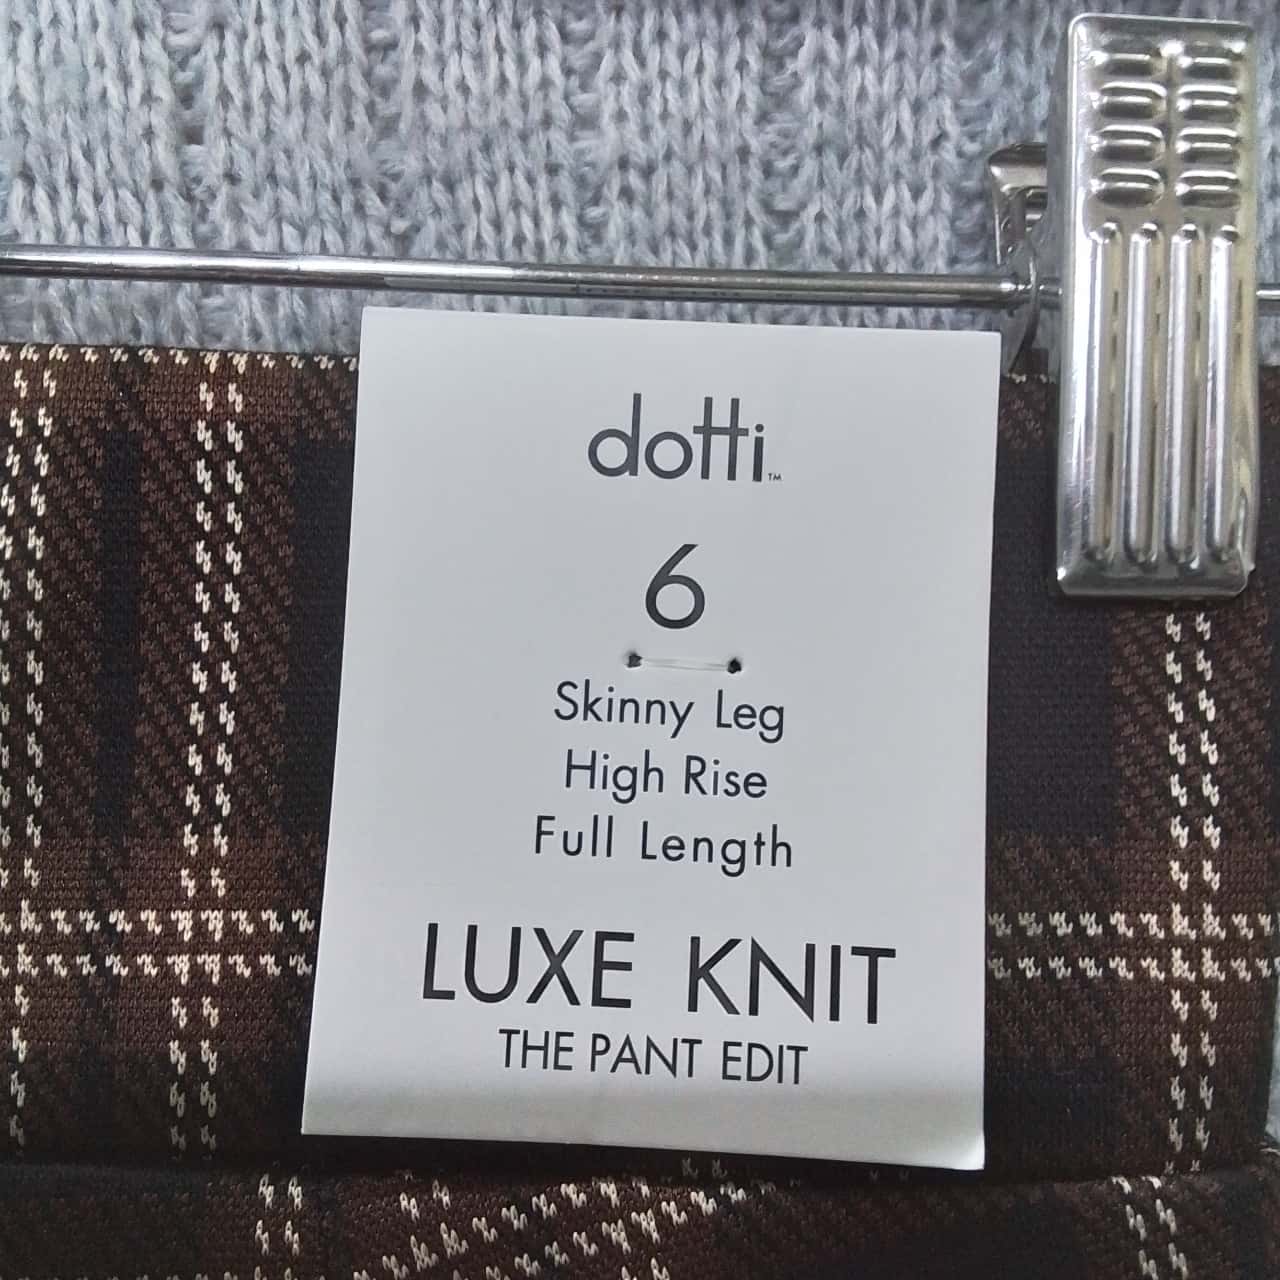 dotti™
6
Skinny Leg
High Rise
Full Length
LUXE KNIT
THE PANT EDIT